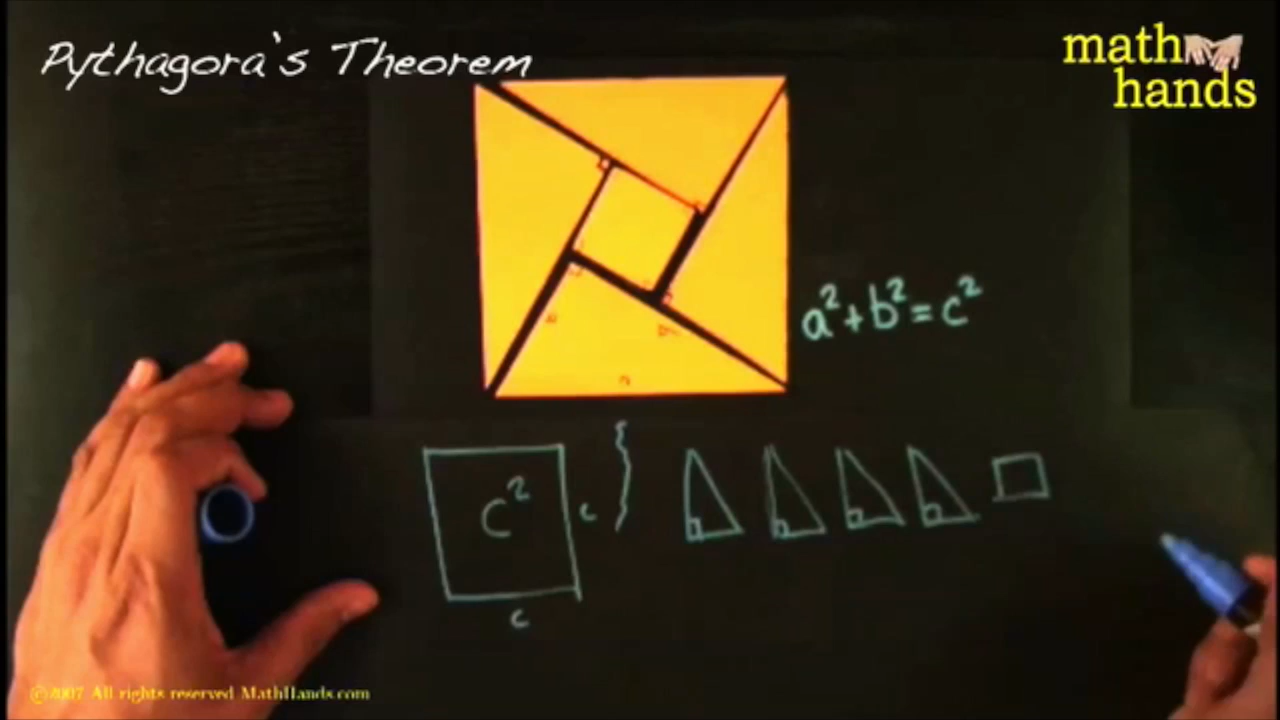 Pythagora's Theorem
math
hands
a²+b²=c²
a
b
c
c²
c
c
©2007 All rights reserved MathHands.com